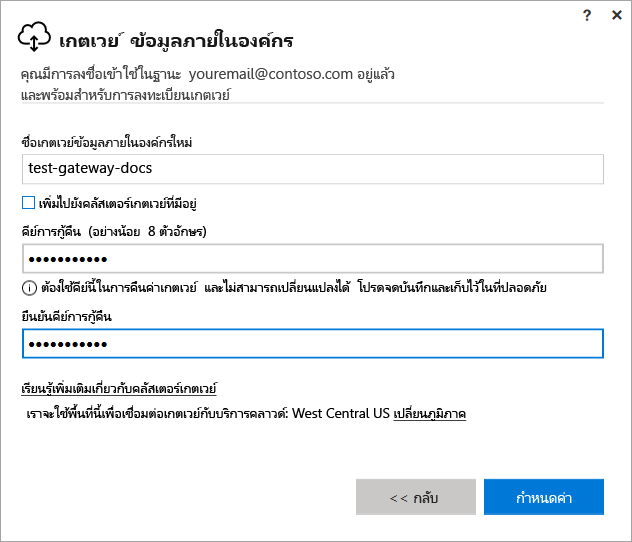 ? ×
เกตเวย์ ข้อมูลภายในองค์กร
คุณมีการลงชื่อเข้าใช้ในฐานะ youremail@contoso.com อยู่แล้ว
และพร้อมสำหรับการลงทะเบียนเกตเวย์
ชื่อเกตเวย์ข้อมูลภายในองค์กรใหม่
test-gateway-docs
เพิ่มไปยังคลัสเตอร์เกตเวย์ที่มีอยู่
คีย์การกู้คืน (อย่างน้อย 8 ตัวอักษร)
●●●●●●●●●●●
ต้องใช้คีย์นี้ในการคืนค่าเกตเวย์ และไม่สามารถเปลี่ยนแปลงได้ โปรดจดบันทึกและเก็บไว้ในที่ปลอดภัย
ยืนยันคีย์การกู้คืน
●●●●●●●●●●●
เรียนรู้เพิ่มเติมเกี่ยวกับคลัสเตอร์เกตเวย์
เราจะใช้พื้นที่นี้เพื่อเชื่อมต่อเกตเวย์กับบริการคลาวด์: West Central US เปลี่ยนภูมิภาค
<< กลับ กำหนดค่า